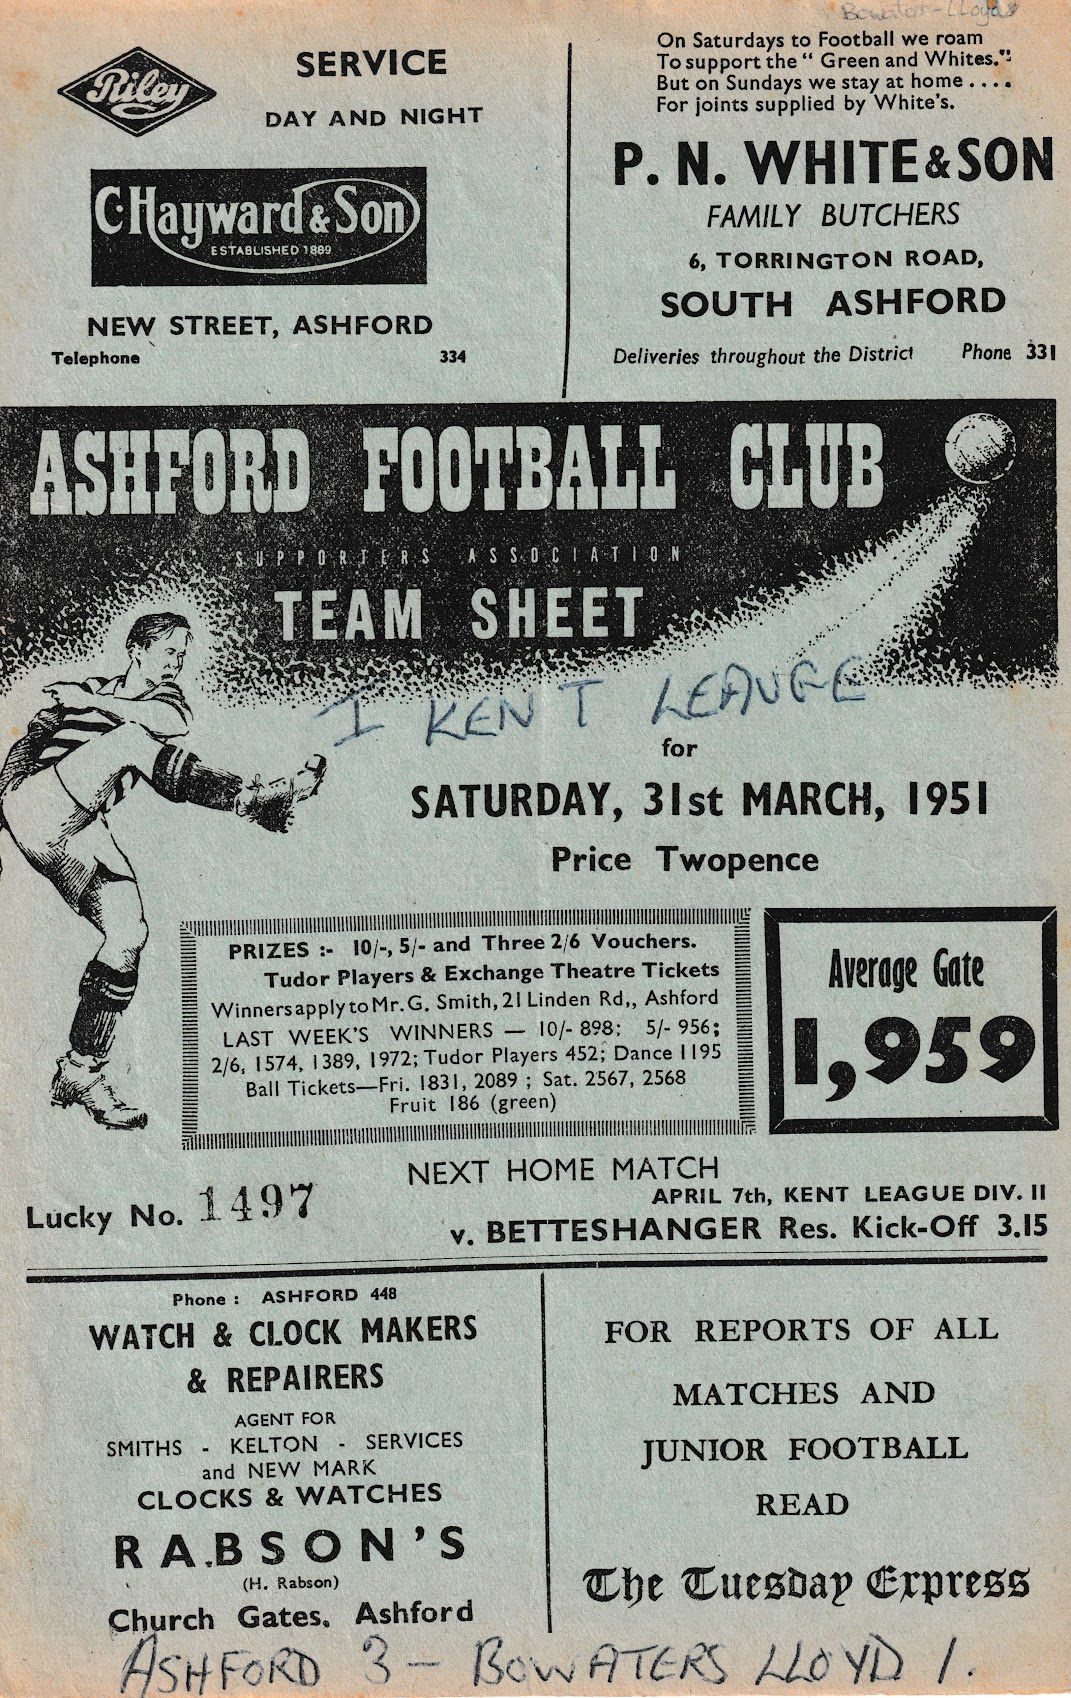 Bowater-Lloyds
Riley
SERVICE
DAY AND NIGHT
C. Hayward & Son
ESTABLISHED 1889
NEW STREET, ASHFORD
Telephone 334
On Saturdays to Football we roam
To support the " Green and Whites."
But on Sundays we stay at home ....
For joints supplied by White's.
P. N. WHITE & SON
FAMILY BUTCHERS
6, TORRINGTON ROAD,
SOUTH ASHFORD
Deliveries throughout the District Phone 331
ASHFORD FOOTBALL CLUB
SUPPORTERS ASSOCIATION
TEAM SHEET
I KENT LEAUGE
for
SATURDAY, 31st MARCH, 1951
Price Twopence
PRIZES :- 10/-, 5/- and Three 2/6 Vouchers.
Tudor Players & Exchange Theatre Tickets
Winners apply to Mr. G. Smith, 21 Linden Rd,, Ashford
LAST WEEK'S WINNERS — 10/- 898: 5/- 956;
2/6, 1574, 1389, 1972; Tudor Players 452; Dance 1195
Ball Tickets—Fri. 1831, 2089 ; Sat. 2567, 2568
Fruit 186 (green)
Average Gate
1,959
Lucky No. 1497
NEXT HOME MATCH
APRIL 7th, KENT LEAGUE DIV. II
v. BETTESHANGER Res. Kick-Off 3.15
Phone : ASHFORD 448
WATCH & CLOCK MAKERS
& REPAIRERS
AGENT FOR
SMITHS - KELTON - SERVICES
and NEW MARK
CLOCKS & WATCHES
RABSON'S
(H. Rabson)
Church Gates. Ashford
FOR REPORTS OF ALL
MATCHES AND
JUNIOR FOOTBALL
READ
The Tuesday Express
ASHFORD 3 - BOWATERS LLOYD 1.